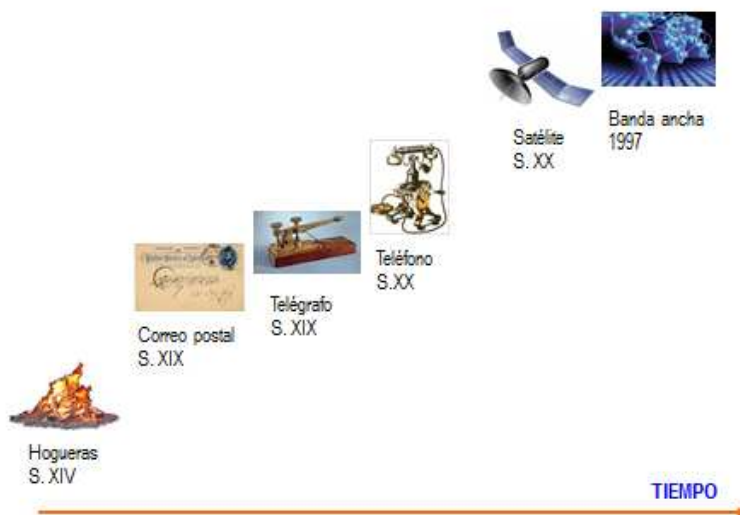 Banda ancha
1997
Satélite
S. XX
Teléfono
S.XX
Telégrafo
S. XIX
Correo postal
S. XIX
Hogueras
S. XIV
TIEMPO